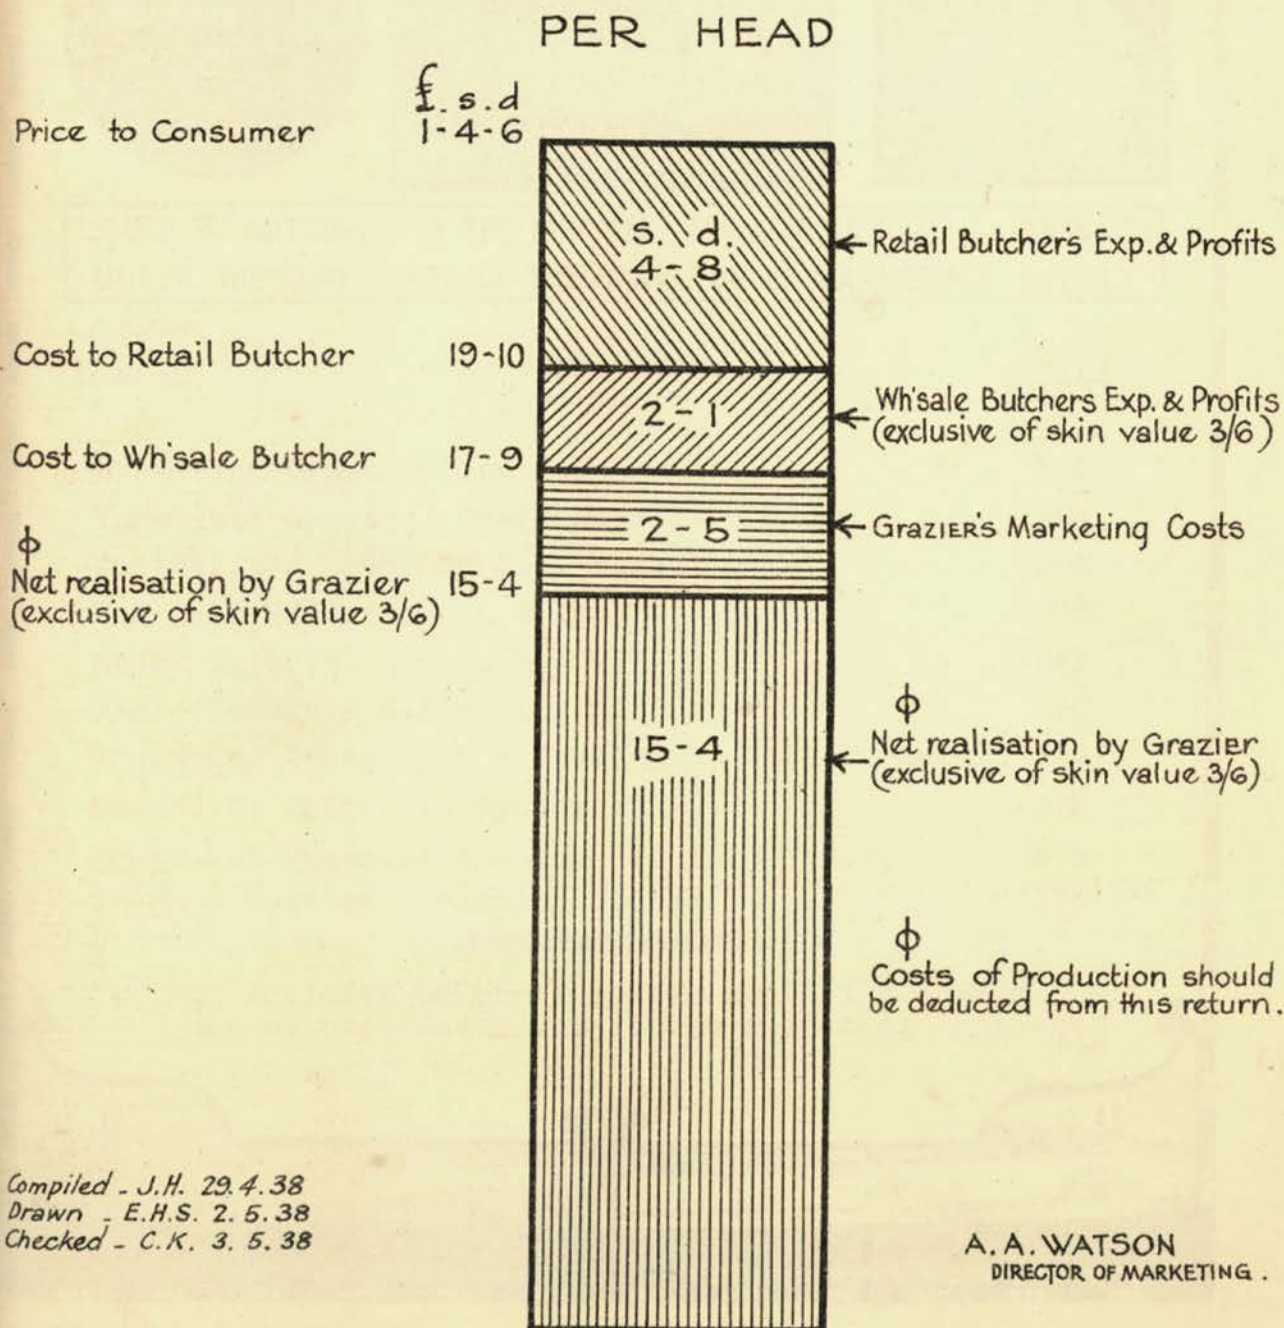 PER HEAD
£. s. d
Price to Consumer 1-4-6
s. d.
4-8
Retail Butcher's Exp. & Profits
Cost to Retail Butcher 19-10
2-1
Wh'sale Butchers Exp. & Profits
(exclusive of skin value 3/6)
Cost to Wh'sale Butcher 17-9
2-5
Grazier's Marketing Costs
ϕ
Net realisation by Grazier 15-4
(exclusive of skin value 3/6)
15-4
ϕ
Net realisation by Grazier
(exclusive of skin value 3/6)
ϕ
Costs of Production should
be deducted from this return.
Compiled - J.H. 29.4.38
Drawn - E.H.S. 2.5.38
Checked - C.K. 3.5.38
A. A. WATSON
DIRECTOR OF MARKETING.